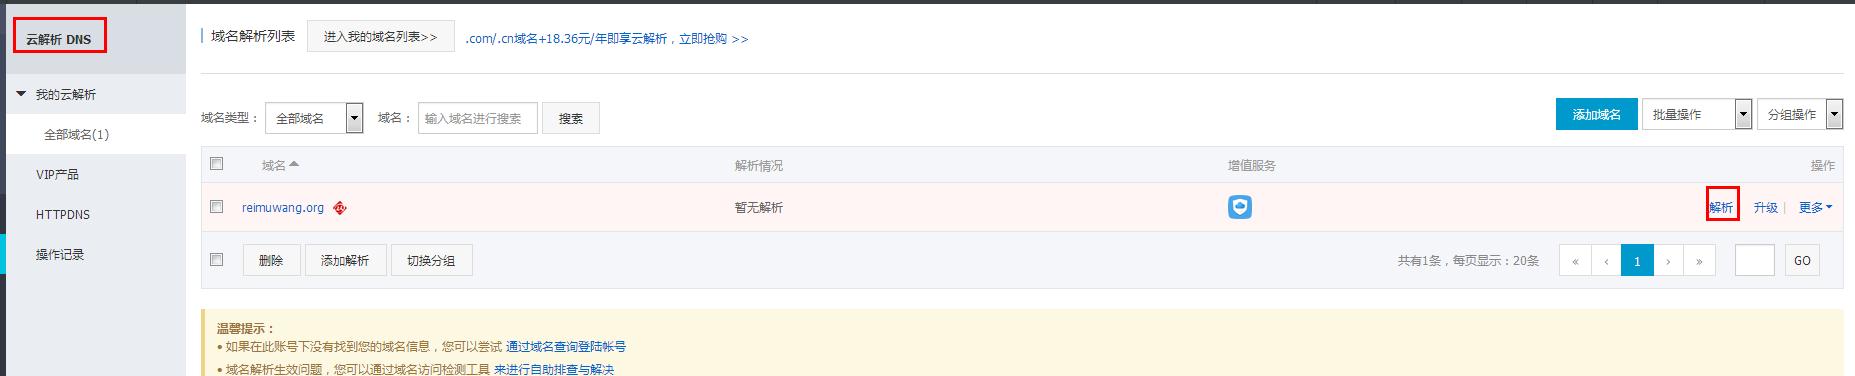 云解析 DNS
我的云解析
全部域名(1)
VIP产品
HTTPDNS
操作记录
域名解析列表 进入我的域名列表>> .com/.cn域名+18.36元/年即享云解析，立即抢购 >>
域名类型： 全部域名 域名： 输入域名进行搜索 搜索 添加域名 批量操作 分组操作
域名 解析情况 增值服务 操作
reimuwang.org 暂无解析 解析 升级 | 更多
删除 添加解析 切换分组 共有1条，每页显示：20条 « ‹ 1 › » GO
温馨提示：
• 如果在此账号下没有找到您的域名信息，您可以尝试 通过域名查询登陆帐号
• 域名解析生效问题，您可以通过域名访问检测工具 来进行自助排查与解决